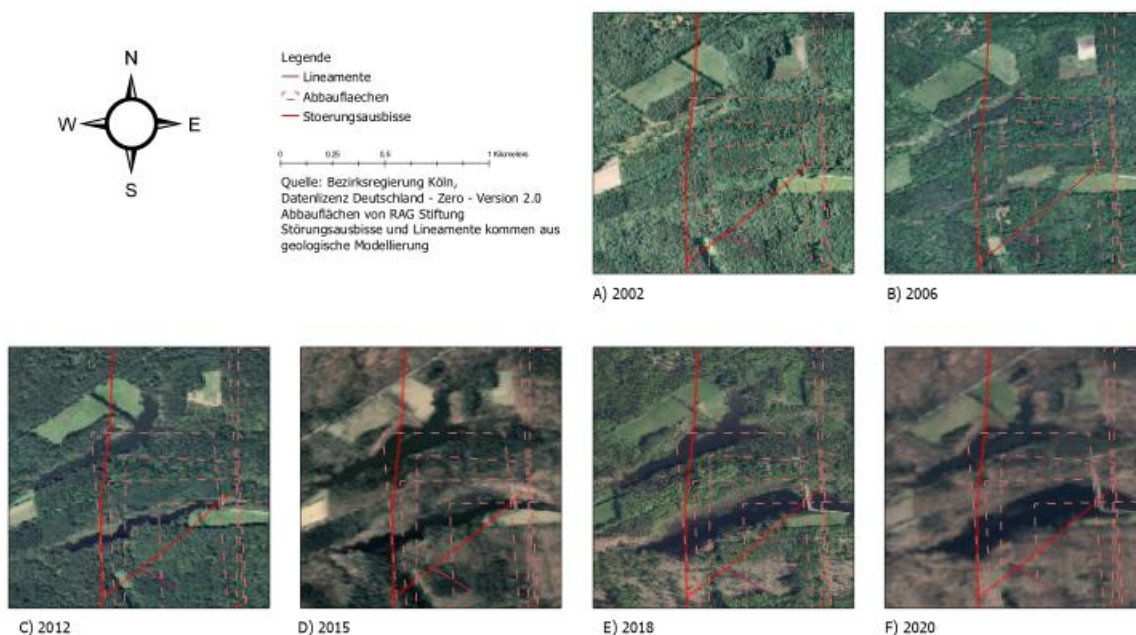 N
W
E
S
Legende
Lineamente
Abbauflaechen
Stoerungsausbisse
0 0,25 0,5 1 Kilometers
Quelle: Bezirksregierung Köln,
Datenlizenz Deutschland - Zero - Version 2.0
Abbauflächen von RAG Stiftung
Störungsausbisse und Lineamente kommen aus
geologische Modellierung
A) 2002
B) 2006
C) 2012
D) 2015
E) 2018
F) 2020